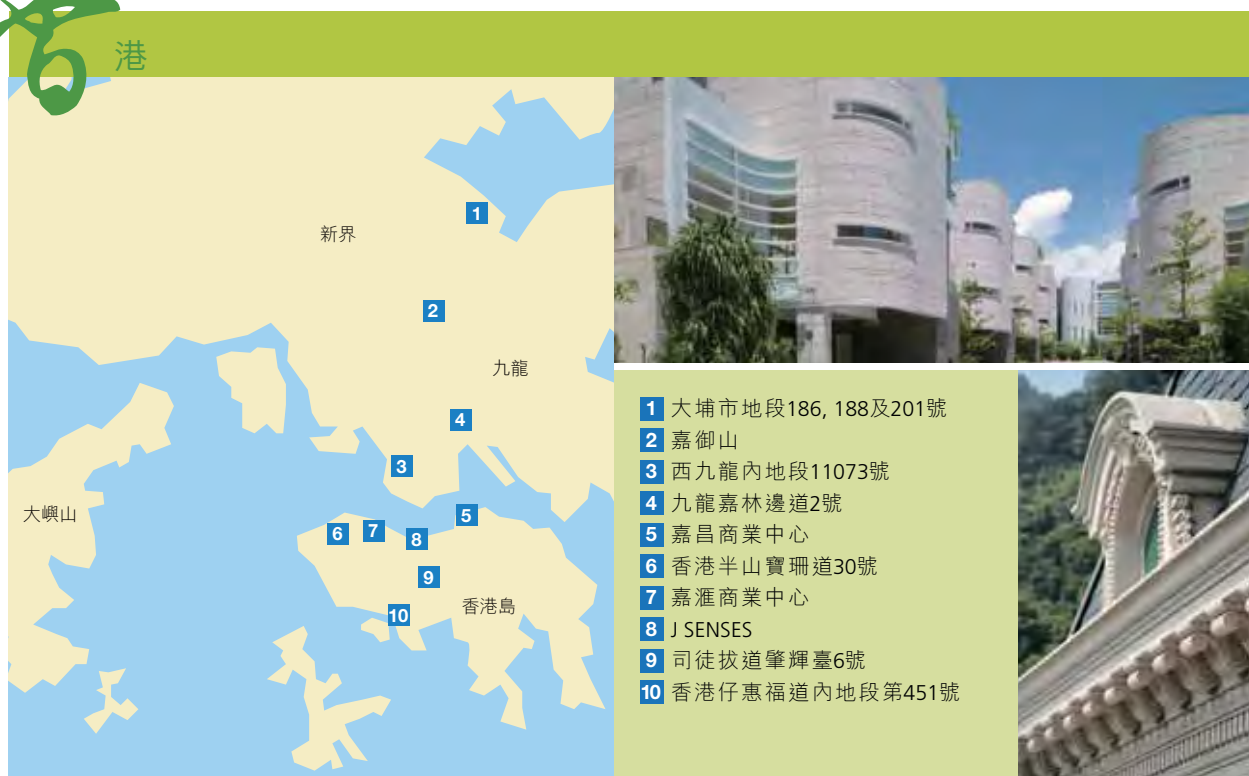 香港
新界
九龍
大嶼山
香港島
1
2
3
4
5
6
7
8
9
10
1 大埔市地段186, 188及201號
2 嘉御山
3 西九龍內地段11073號
4 九龍嘉林邊道2號
5 嘉昌商業中心
6 香港半山寶珊道30號
7 嘉滙商業中心
8 J SENSES
9 司徒拔道肇輝臺6號
10 香港仔惠福道內地段第451號